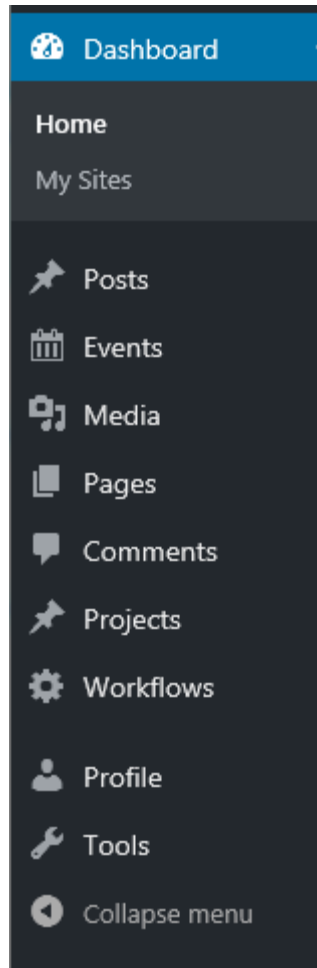 Dashboard
Home
My Sites
Posts
Events
Media
Pages
Comments
Projects
Workflows
Profile
Tools
Collapse menu